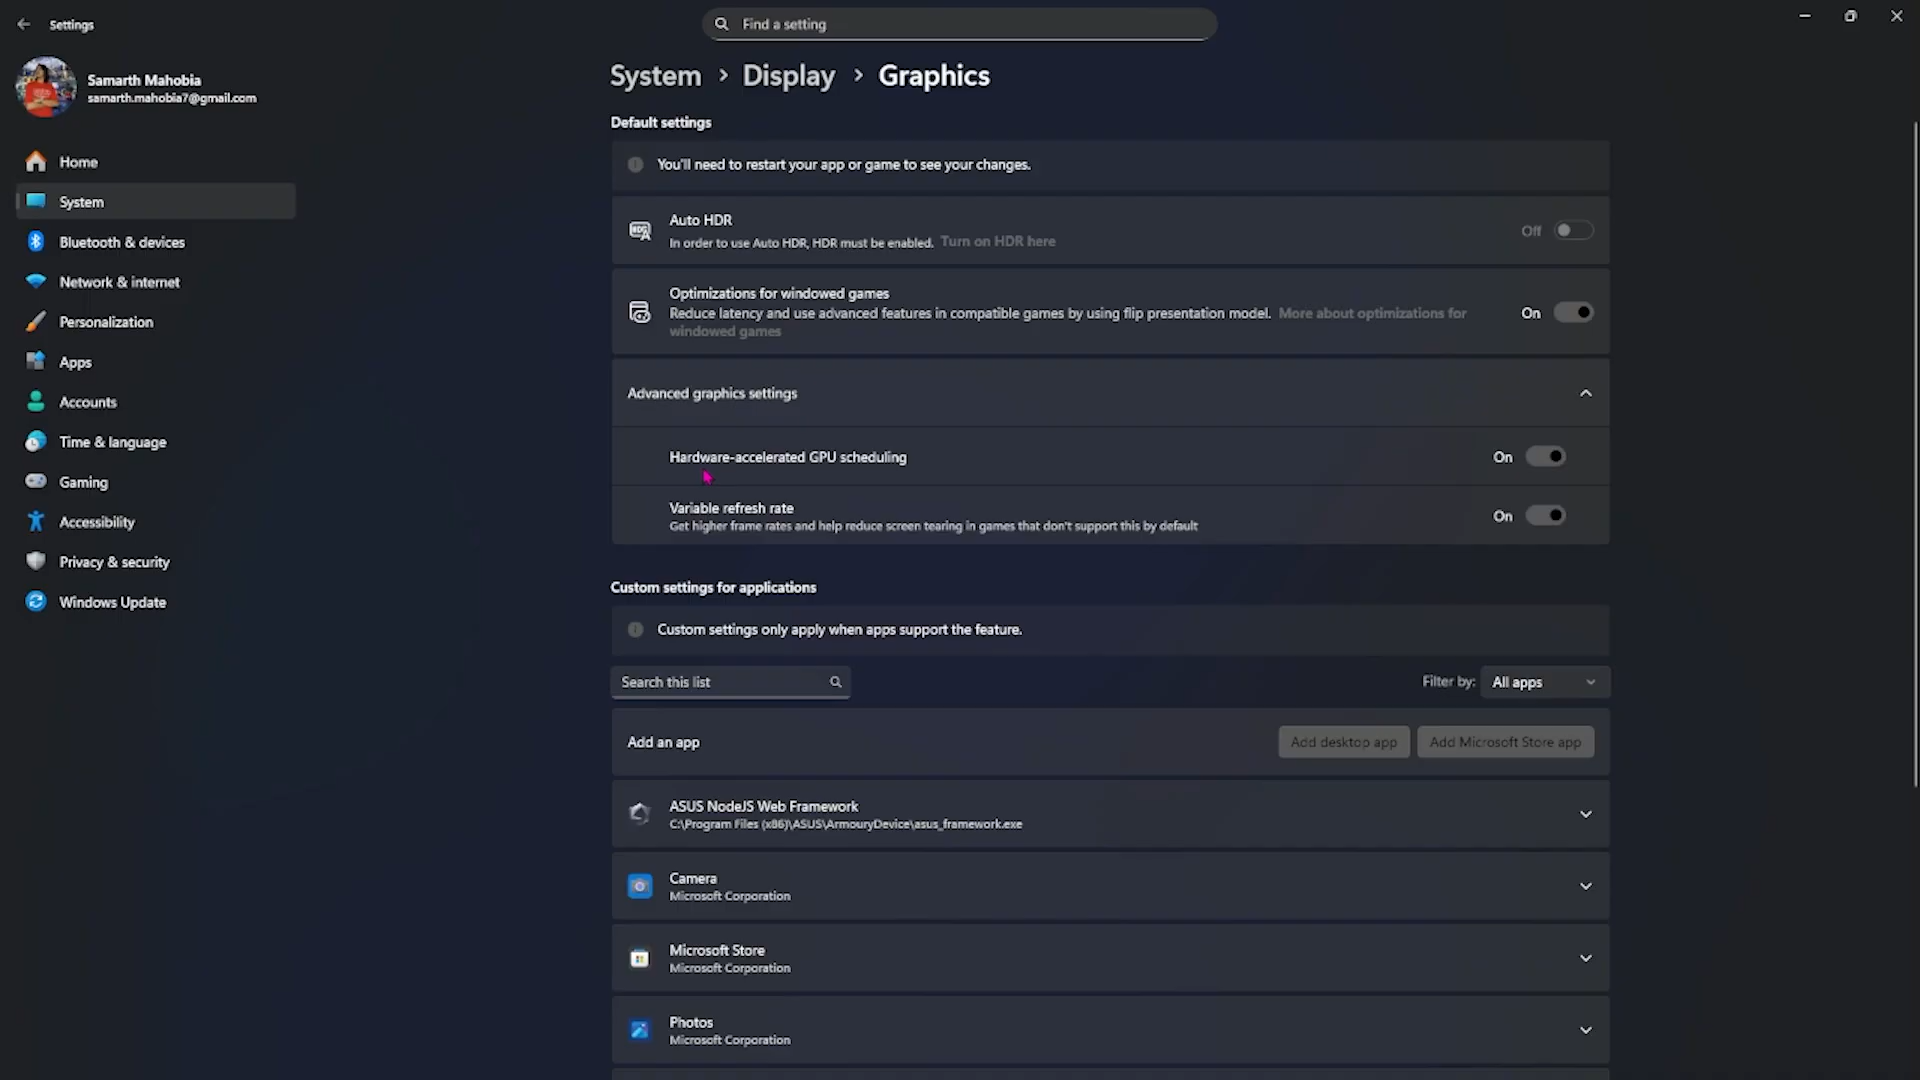 Settings
Find a setting
Samarth Mahobia
samarth.mahobia7@gmail.com
Home
System
Bluetooth & devices
Network & internet
Personalization
Apps
Accounts
Time & language
Gaming
Accessibility
Privacy & security
Windows Update
System › Display › Graphics
Default settings
You'll need to restart your app or game to see your changes.
Auto HDR
In order to use Auto HDR, HDR must be enabled. Turn on HDR here
Off
Optimizations for windowed games
Reduce latency and use advanced features in compatible games by using flip presentation model. More about optimizations for
windowed games
On
Advanced graphics settings
Hardware-accelerated GPU scheduling
On
Variable refresh rate
Get higher frame rates and help reduce screen tearing in games that don't support this by default
On
Custom settings for applications
Custom settings only apply when apps support the feature.
Search this list
Filter by: All apps
Add an app
Add desktop app
Add Microsoft Store app
ASUS NodeJS Web Framework
C:\Program Files (x86)\ASUS\ArmouryDevice\asus_framework.exe
Camera
Microsoft Corporation
Microsoft Store
Microsoft Corporation
Photos
Microsoft Corporation